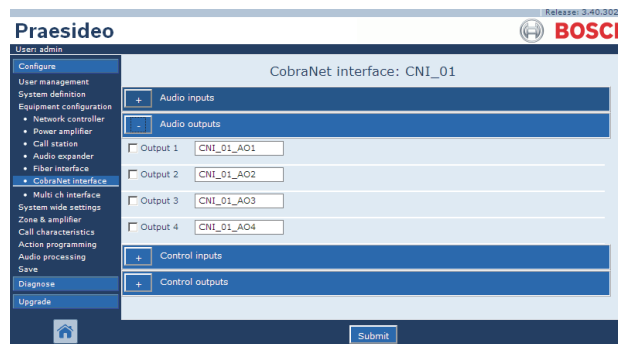 Release: 3.40.302
Praesideo
BOSCH
User: admin
Configure
User management
System definition
Equipment configuration
• Network controller
• Power amplifier
• Call station
• Audio expander
• Fiber interface
• CobraNet interface
• Multi ch interface
System wide settings
Zone & amplifier
Call characteristics
Action programming
Audio processing
Save
Diagnose
Upgrade
CobraNet interface: CNI_01
+ Audio inputs
- Audio outputs
Output 1 CNI_01_AO1
Output 2 CNI_01_AO2
Output 3 CNI_01_AO3
Output 4 CNI_01_AO4
+ Control inputs
+ Control outputs
Submit